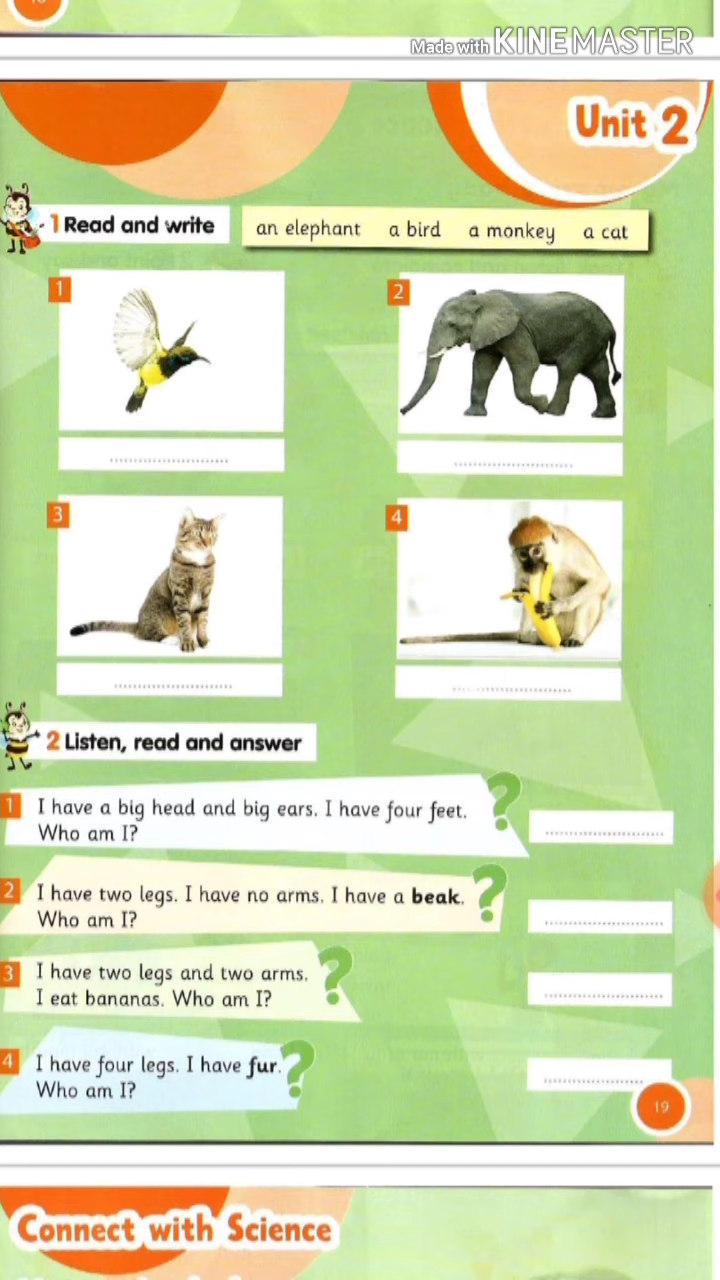 Made with KINEMASTER
Unit 2
1 Read and write
an elephant a bird a monkey a cat
1
2
.......................
.......................
3
4
.......................
.......................
2 Listen, read and answer
1 I have a big head and big ears. I have four feet.
Who am I?
?
.......................
2 I have two legs. I have no arms. I have a beak.
Who am I?
?
.......................
3 I have two legs and two arms.
I eat bananas. Who am I?
?
.......................
4 I have four legs. I have fur.
Who am I?
?
.......................
19
Connect with Science